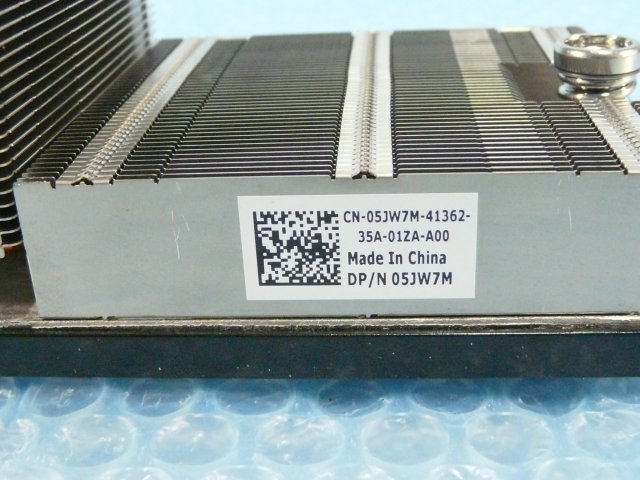 CN-05JW7M-41362-
35A-01ZA-A00
Made In China
DP/N 05JW7M